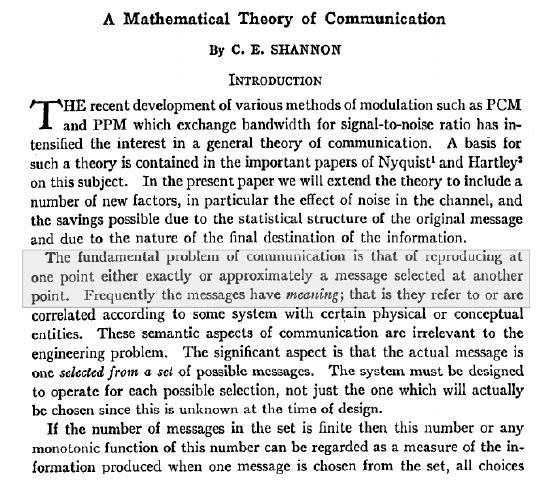 A Mathematical Theory of Communication
By C. E. SHANNON
INTRODUCTION
THE recent development of various methods of modulation such as PCM
and PPM which exchange bandwidth for signal-to-noise ratio has in-
tensified the interest in a general theory of communication. A basis for
such a theory is contained in the important papers of Nyquist¹ and Hartley²
on this subject. In the present paper we will extend the theory to include a
number of new factors, in particular the effect of noise in the channel, and
the savings possible due to the statistical structure of the original message
and due to the nature of the final destination of the information.
The fundamental problem of communication is that of reproducing at
one point either exactly or approximately a message selected at another
point. Frequently the messages have meaning; that is they refer to or are
correlated according to some system with certain physical or conceptual
entities. These semantic aspects of communication are irrelevant to the
engineering problem. The significant aspect is that the actual message is
one selected from a set of possible messages. The system must be designed
to operate for each possible selection, not just the one which will actually
be chosen since this is unknown at the time of design.
If the number of messages in the set is finite then this number or any
monotonic function of this number can be regarded as a measure of the in-
formation produced when one message is chosen from the set, all choices